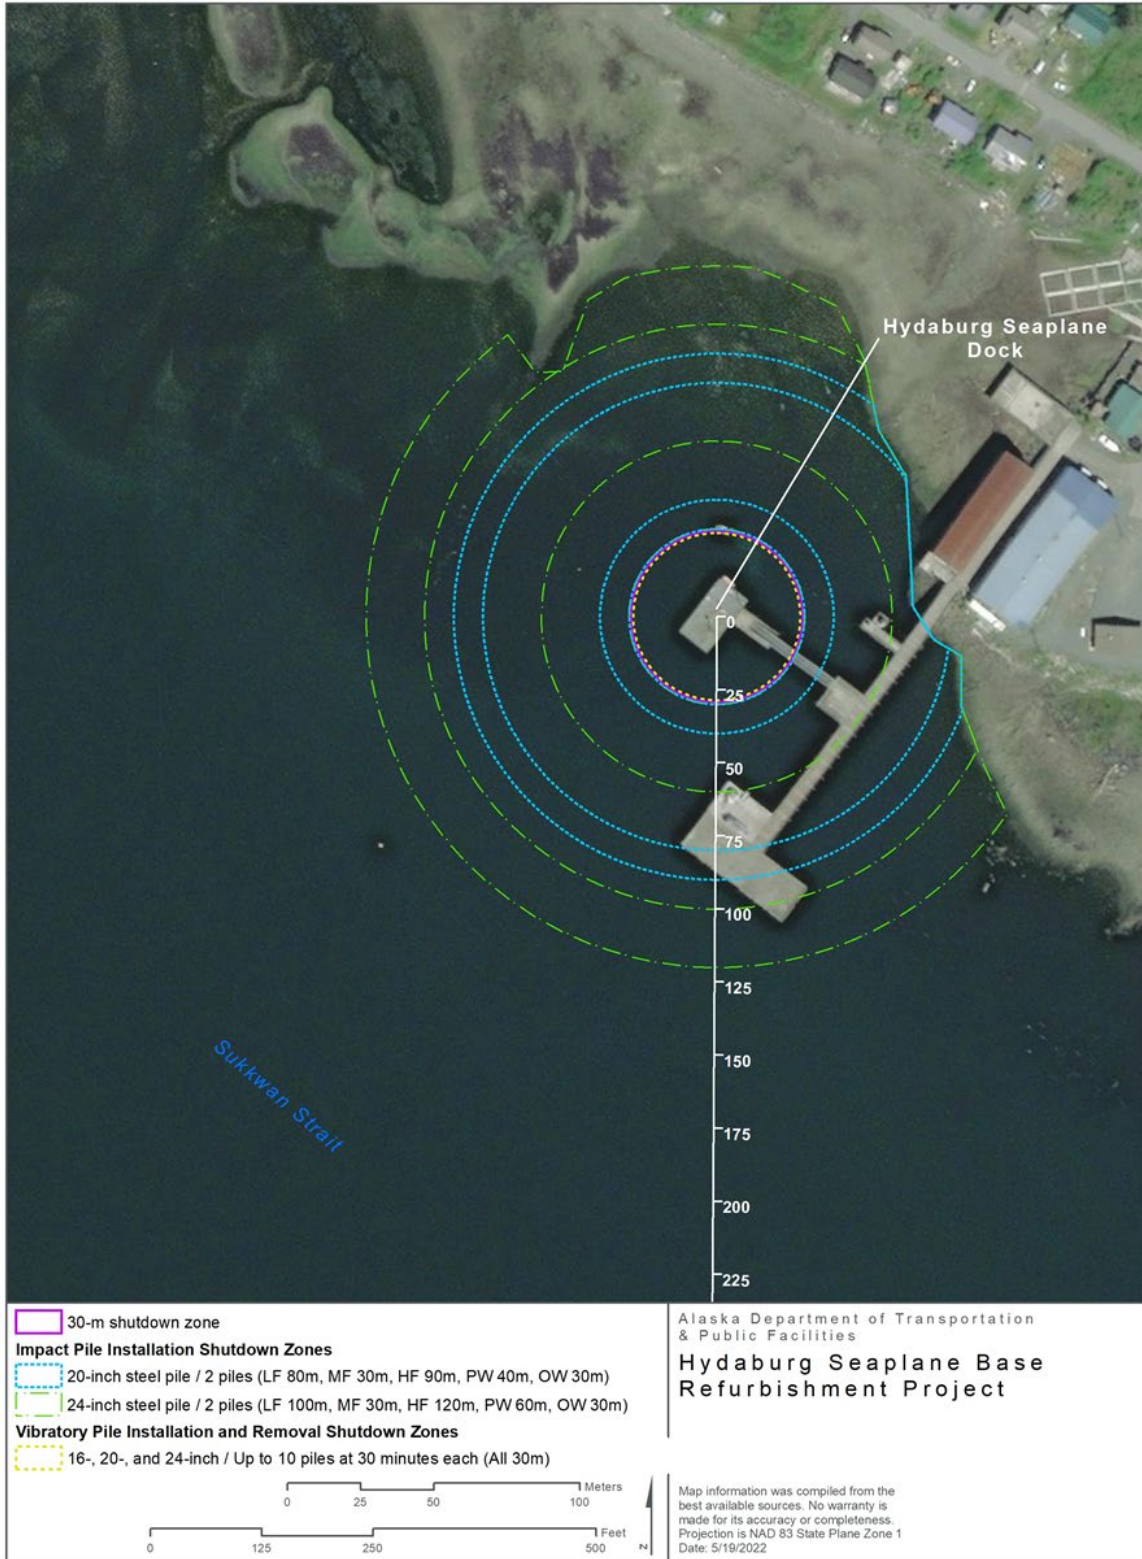 Hydaburg Seaplane
Dock
0
25
50
75
100
125
150
175
200
225
Sukkwan Strait
30-m shutdown zone
Impact Pile Installation Shutdown Zones
20-inch steel pile / 2 piles (LF 80m, MF 30m, HF 90m, PW 40m, OW 30m)
24-inch steel pile / 2 piles (LF 100m, MF 30m, HF 120m, PW 60m, OW 30m)
Vibratory Pile Installation and Removal Shutdown Zones
16-, 20-, and 24-inch / Up to 10 piles at 30 minutes each (All 30m)
Meters
0 25 50 100
Feet
0 125 250 500
N
Alaska Department of Transportation
& Public Facilities
Hydaburg Seaplane Base
Refurbishment Project
Map information was compiled from the
best available sources. No warranty is
made for its accuracy or completeness.
Projection is NAD 83 State Plane Zone 1
Date: 5/19/2022